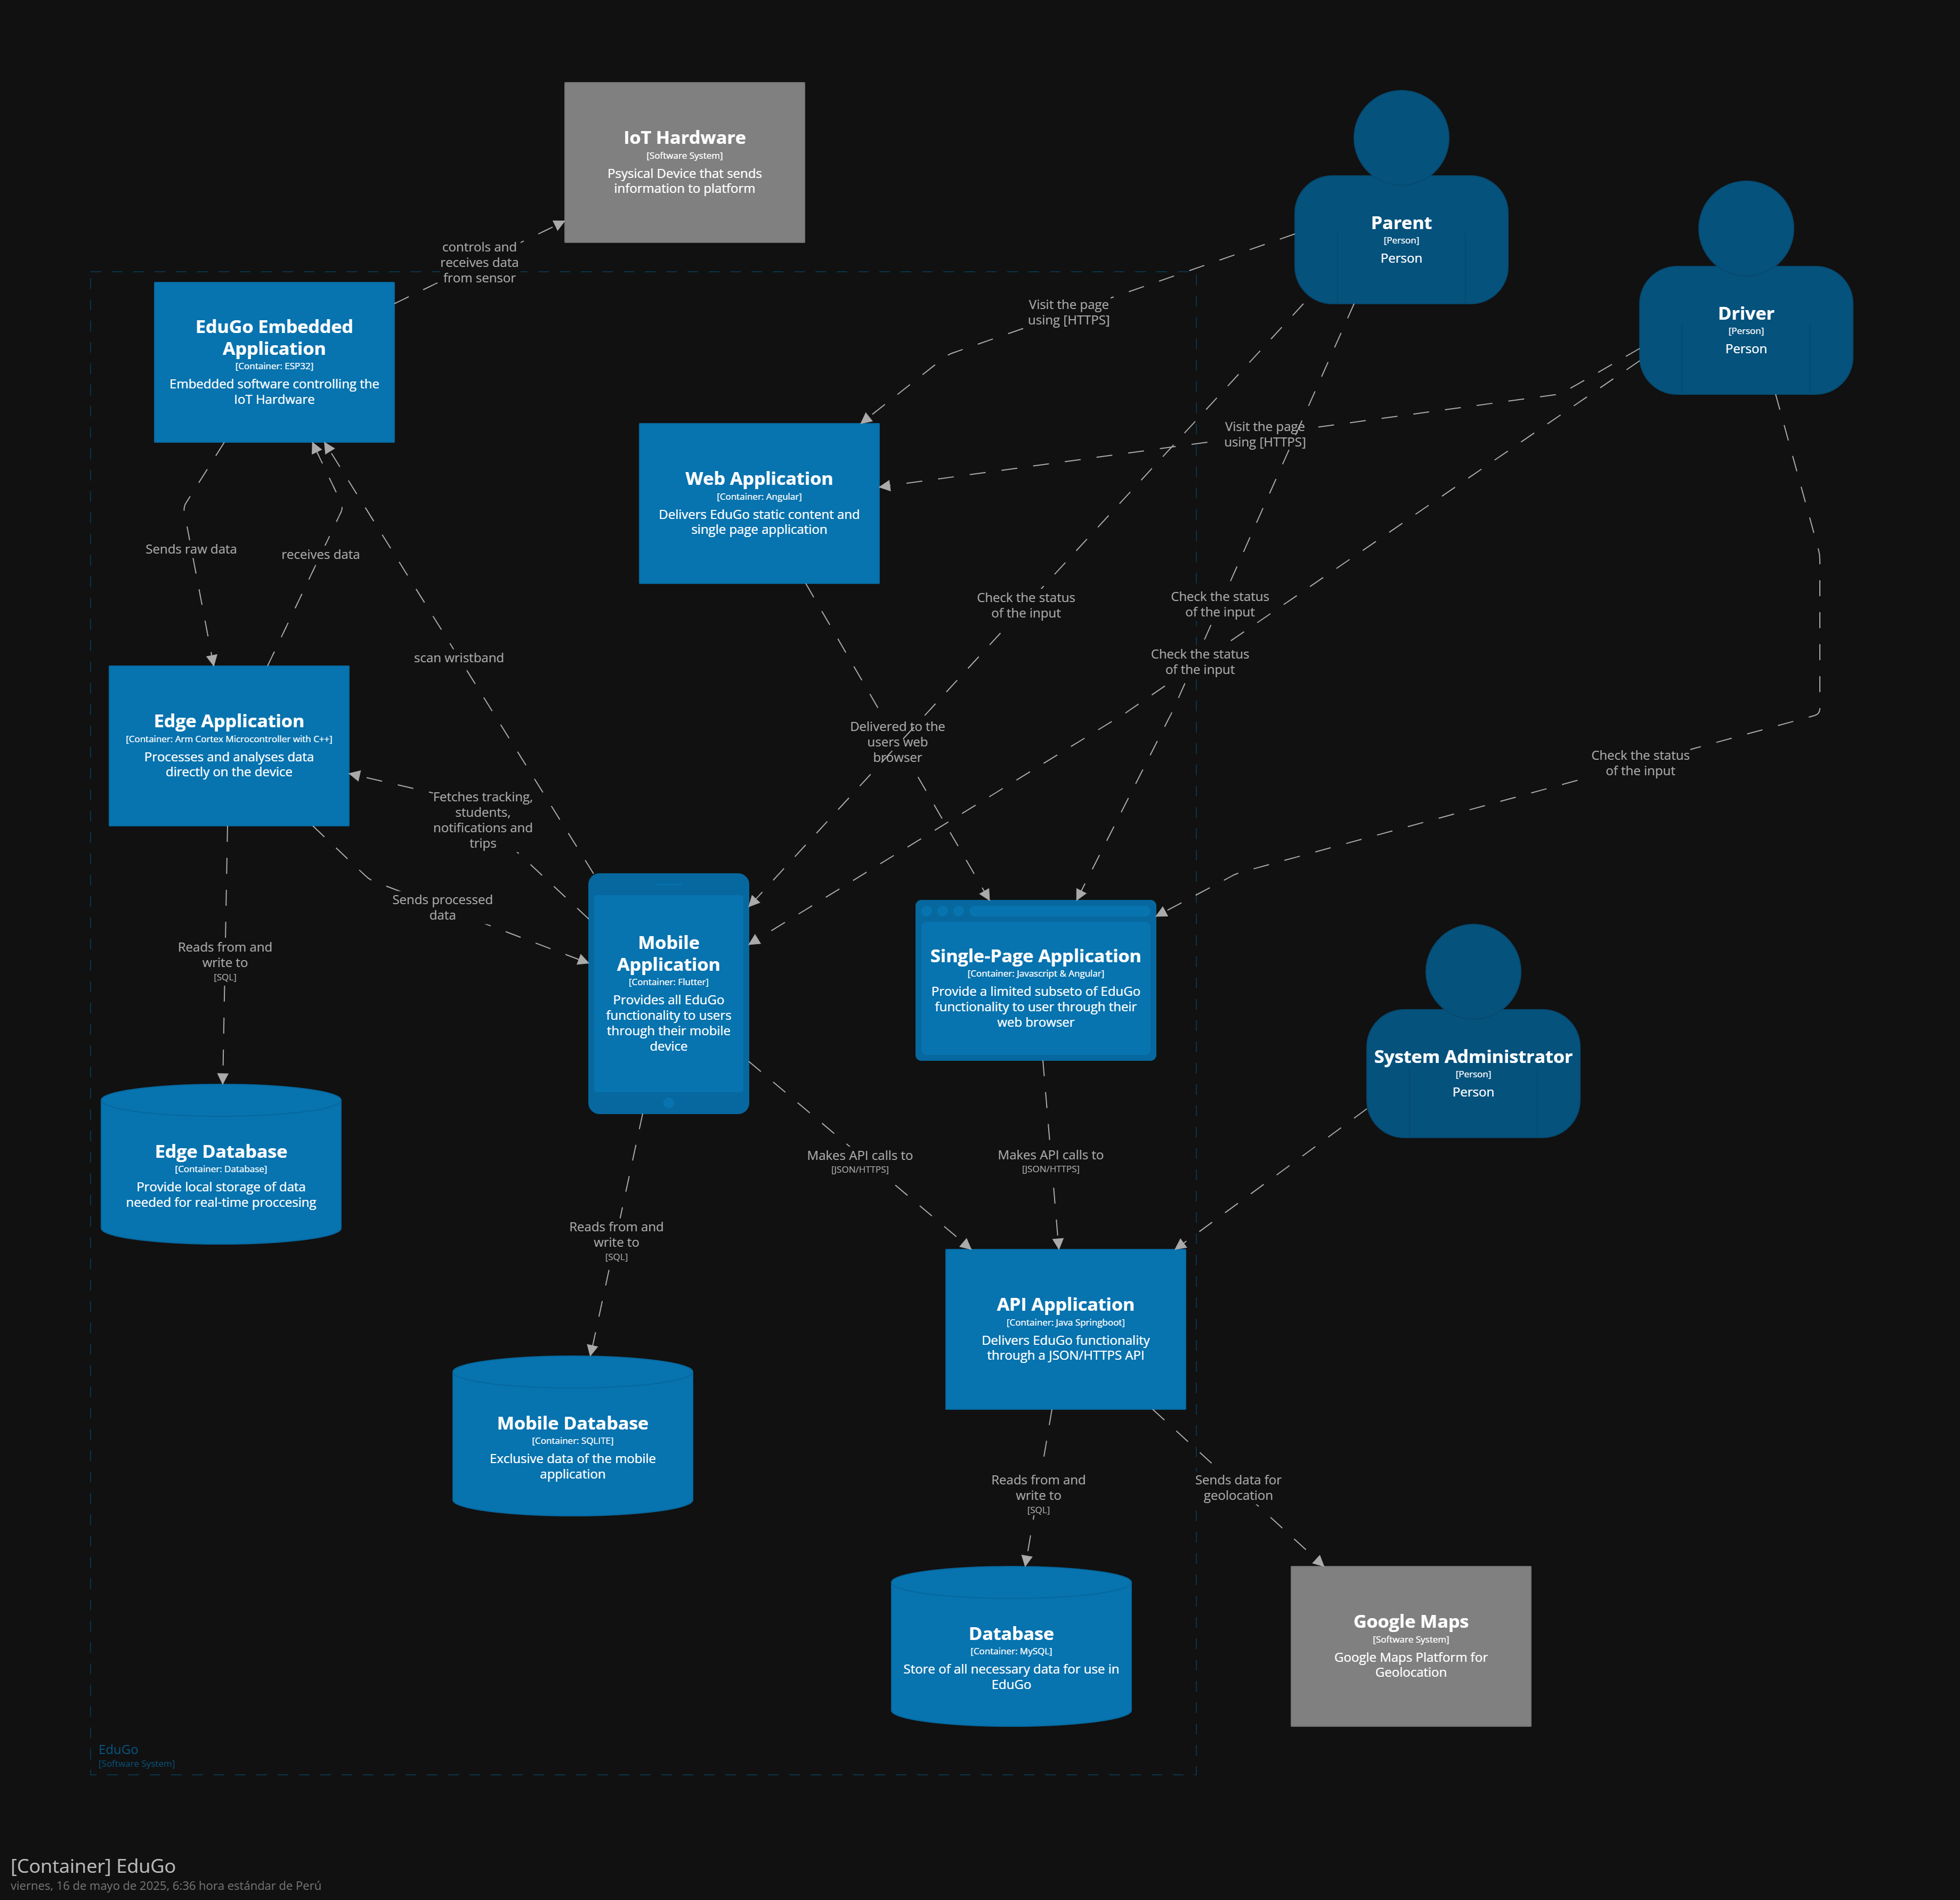 IoT Hardware
[Software System]
Psysical Device that sends
information to platform
Parent
[Person]
Person
Driver
[Person]
Person
controls and
receives data
from sensor
EduGo Embedded
Application
[Container: ESP32]
Embedded software controlling the
IoT Hardware
Visit the page
using [HTTPS]
Visit the page
using [HTTPS]
Web Application
[Container: Angular]
Delivers EduGo static content and
single page application
Sends raw data
receives data
scan wristband
Check the status
of the input
Check the status
of the input
Check the status
of the input
Delivered to the
users web
browser
Check the status
of the input
Edge Application
[Container: Arm Cortex Microcontroller with C++]
Processes and analyses data
directly on the device
Fetches tracking,
students,
notifications and
trips
Sends processed
data
Reads from and
write to
[SQL]
Mobile
Application
[Container: Flutter]
Provides all EduGo
functionality to users
through their mobile
device
Single-Page Application
[Container: Javascript & Angular]
Provide a limited subseto of EduGo
functionality to user through their
web browser
System Administrator
[Person]
Person
Edge Database
[Container: Database]
Provide local storage of data
needed for real-time proccesing
Makes API calls to
[JSON/HTTPS]
Makes API calls to
[JSON/HTTPS]
Reads from and
write to
[SQL]
API Application
[Container: Java Springboot]
Delivers EduGo functionality
through a JSON/HTTPS API
Mobile Database
[Container: SQLITE]
Exclusive data of the mobile
application
Reads from and
write to
[SQL]
Sends data for
geolocation
Database
[Container: MySQL]
Store of all necessary data for use in
EduGo
Google Maps
[Software System]
Google Maps Platform for
Geolocation
EduGo
[Software System]
[Container] EduGo
viernes, 16 de mayo de 2025, 6:36 hora estándar de Perú